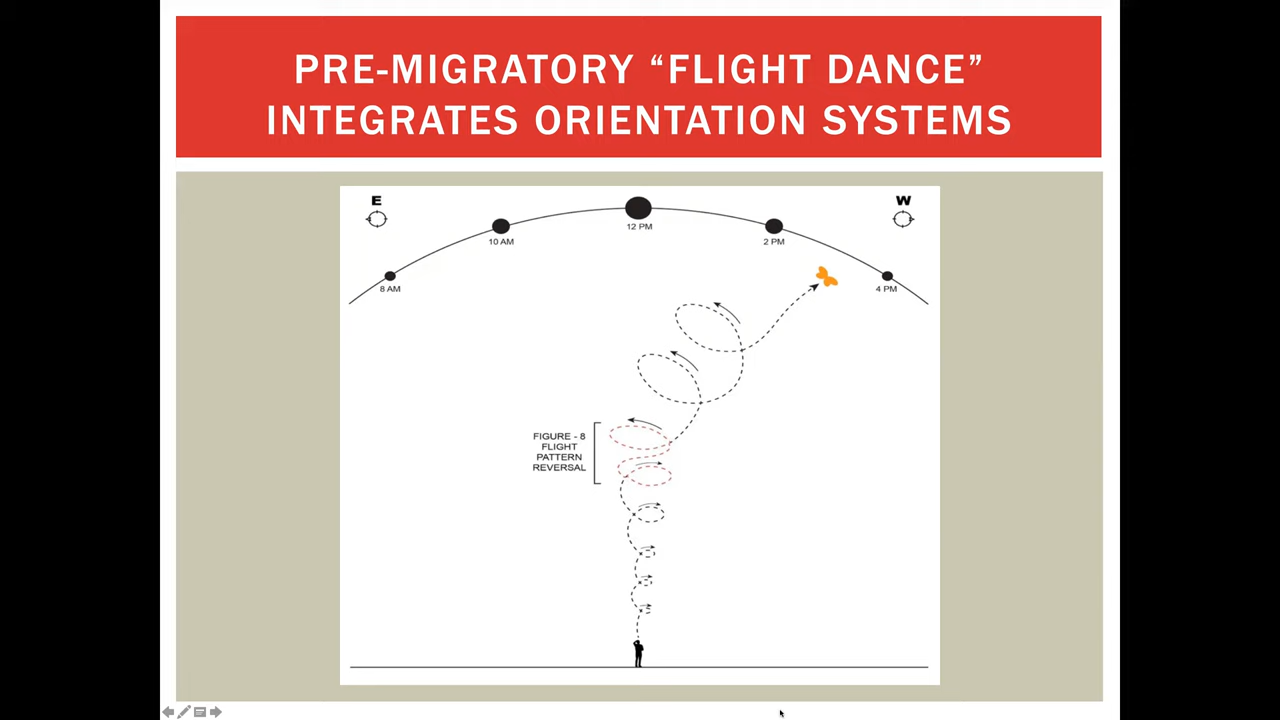 PRE-MIGRATORY “FLIGHT DANCE”
INTEGRATES ORIENTATION SYSTEMS
E
W
12 PM
10 AM
2 PM
8 AM
4 PM
FIGURE - 8
FLIGHT
PATTERN
REVERSAL